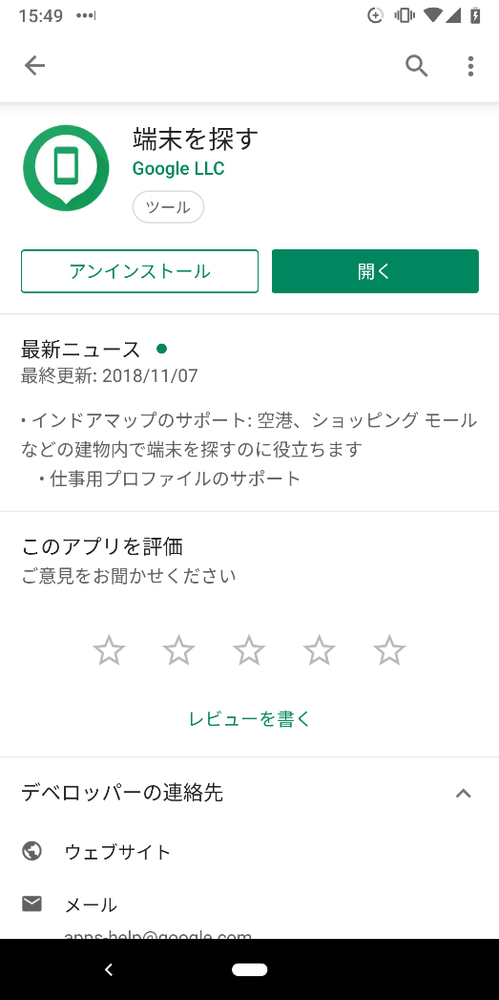 15:49
端末を探す
Google LLC
ツール
アンインストール
開く
最新ニュース
最終更新: 2018/11/07
• インドアマップのサポート: 空港、ショッピング モール
などの建物内で端末を探すのに役立ちます
• 仕事用プロファイルのサポート
このアプリを評価
ご意見をお聞かせください
レビューを書く
デベロッパーの連絡先
ウェブサイト
メール
apps-help@google.com